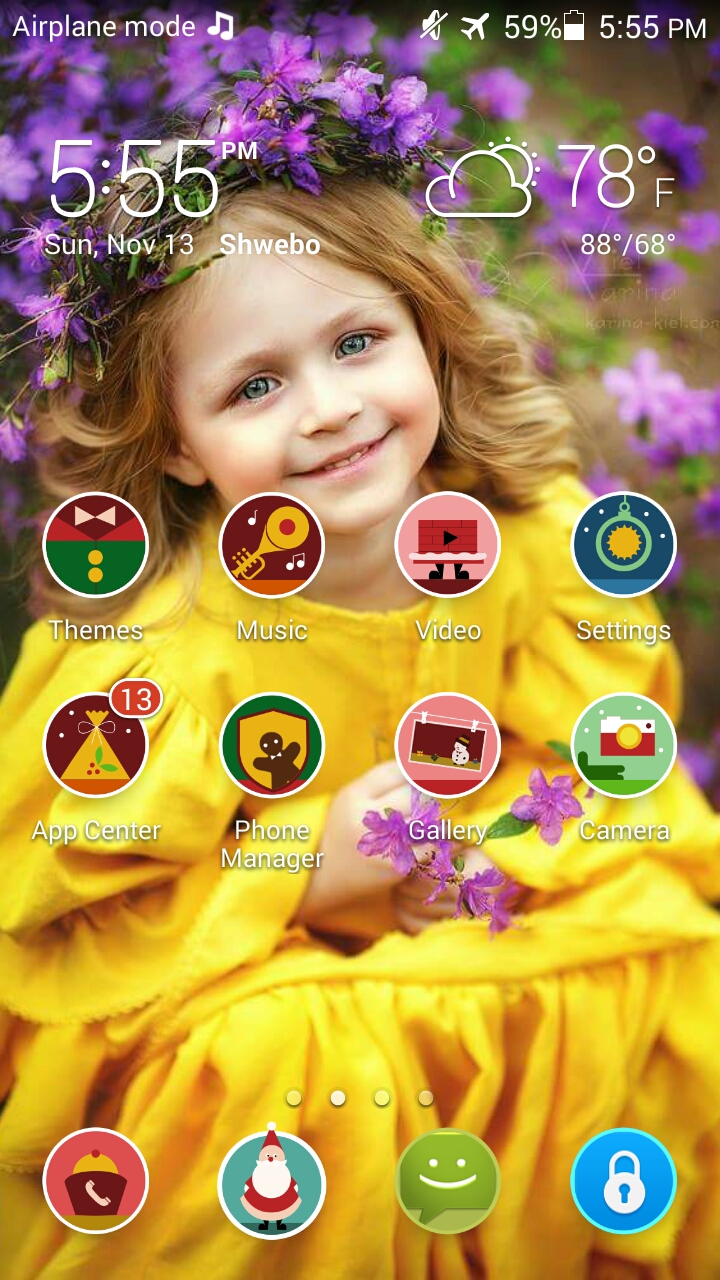 Airplane mode 59% 5:55 PM
5:55 PM 78° F
Sun, Nov 13 Shwebo 88°/68°
Karina
karina-kiel.com
Themes Music Video Settings
13
App Center Phone Manager Gallery Camera